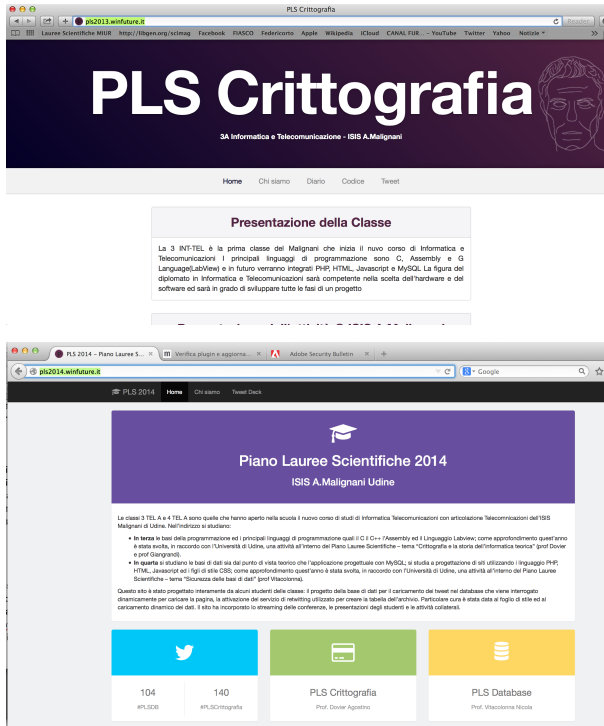 PLS Crittografia
pls2013.winfuture.it
Reader
Lauree Scientifiche MIUR http://libgen.org/scimag Facebook FIASCO Federicorto Apple Wikipedia iCloud CANAL FUR... – YouTube Twitter Yahoo Notizie
PLS Crittografia
3A Informatica e Telecomunicazione - ISIS A.Malignani
Home Chi siamo Diario Codice Tweet
Presentazione della Classe
La 3 INT-TEL è la prima classe del Malignani che inizia il nuvo corso di Informatica e
Telecomunicazioni I principali linguaggi di programmazione sono C, Assembly e G
Language(LabView) e in futuro verranno integrati PHP, HTML, Javascript e MySQL La figura del
diplomato in Informatica e Telecomunicazioni sarà competente nella scelta dell'hardware e del
software ed sarà in grado di sviluppare tutte le fasi di un progetto
PLS 2014 – Piano Lauree S... Verifica plugin e aggiorna... Adobe Security Bulletin
pls2014.winfuture.it
Google
PLS 2014 Home Chi siamo Tweet Deck
Piano Lauree Scientifiche 2014
ISIS A.Malignani Udine
Le classi 3 TEL A e 4 TEL A sono quelle che hanno aperto nella scuola il nuovo corso di studi di Informatica Telecomunicazioni con articolazione Telecomunicazioni dell'ISIS
Malignani di Udine. Nell'indirizzo si studiano:
• In terza le basi della programmazione ed i principali linguaggi di programmazione quali il C il C++ l'Assembly ed il Linguaggio Labview; come approfondimento quest'anno
è stata svolta, in raccordo con l'Università di Udine, una attività all'interno del Piano Lauree Scientifiche – tema "Crittografia e la storia dell'informatica teorica" (prof Dovier
e prof Giangrandi).
• In quarta si studiano le basi di dati sia dal punto di vista teorico che l'applicazione progettuale con MySQL; si studia a progettazione di siti utilizzando i linguaggio PHP,
HTML, Javascript ed i figli di stile CSS; come approfondimento quest'anno è stata svolta, in raccordo con l'Università di Udine, una attività all'interno del Piano Lauree
Scientifiche – tema "Sicurezza delle basi di dati" (prof Vitacolonna).
Questo sito è stato progettato interamente da alcuni studenti delle classe: il progetto della base di dati per il caricamento dei tweet nel database che viene interrogato
dinamicamente per caricare la pagina, la attivazione del servizio di retwitting utilizzato per creare la tabella dell'archivio. Particolare cura è stata data al foglio di stile ed al
caricamento dinamico dei dati. Il sito ha incorporato lo streaming delle conferenze, le presentazioni degli studenti e le attività collaterali.
104 140 PLS Crittografia PLS Database
#PLSDB #PLSCrittografia Prof. Dovier Agostino Prof. Vitacolonna Nicola